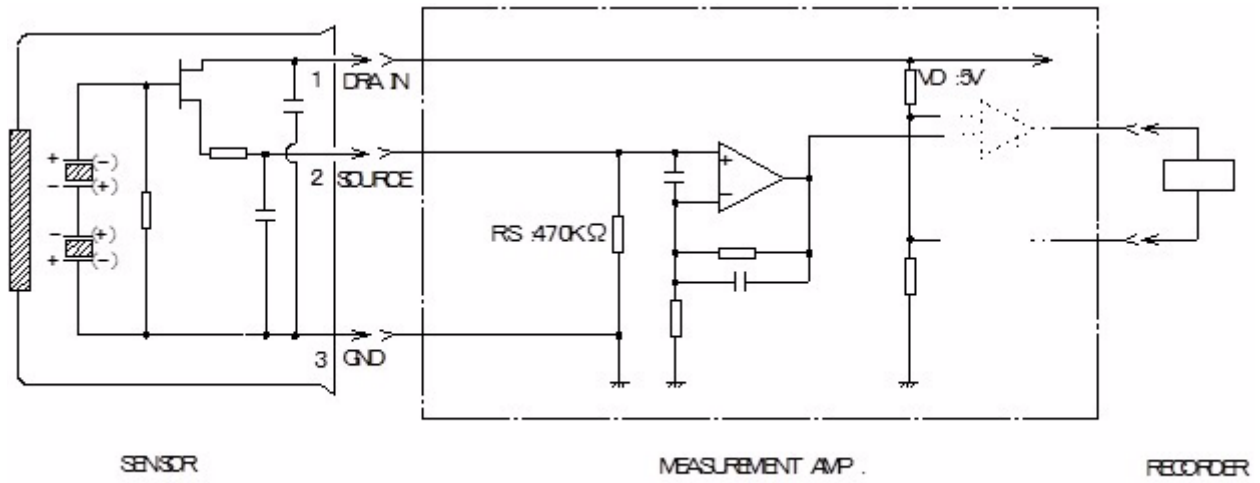 1 DRAIN
VD :5V
+ (-)
- (+)
2 SOURCE
+
-
- (+)
+ (-)
RS :470KΩ
3 GND
SENSOR
MEASUREMENT AMP .
RECORDER